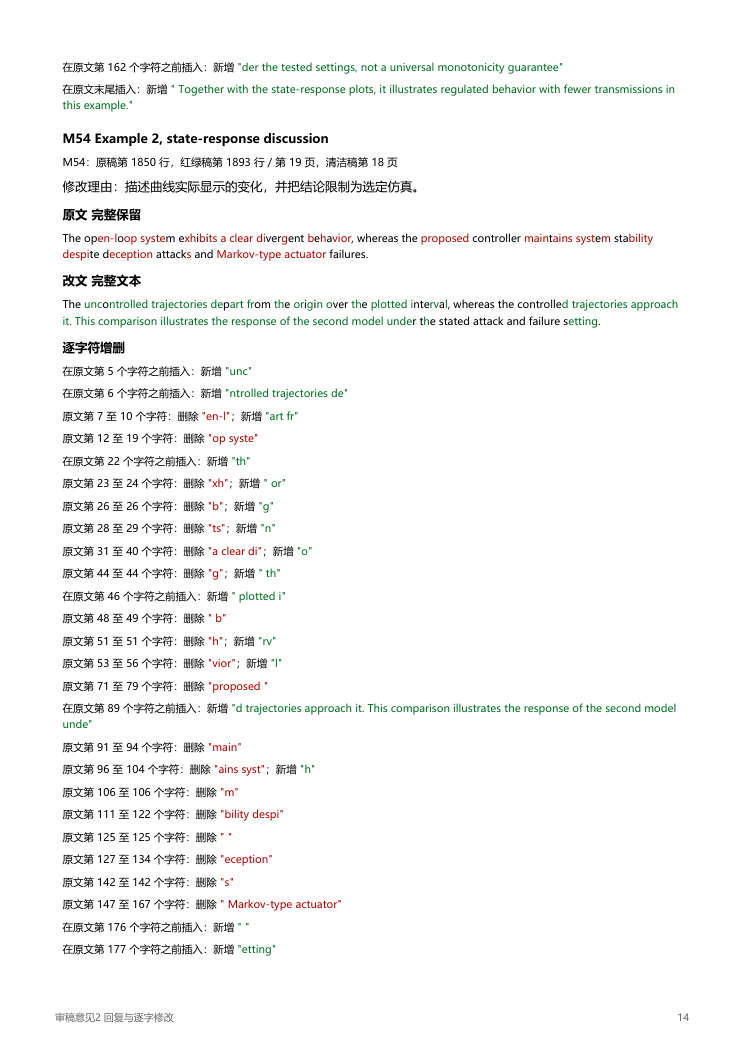 在原文第 162 个字符之前插入：新增 "der the tested settings, not a universal monotonicity guarantee"
在原文末尾插入：新增 " Together with the state-response plots, it illustrates regulated behavior with fewer transmissions in
this example."
M54 Example 2, state-response discussion
M54：原稿第 1850 行，红绿稿第 1893 行 / 第 19 页，清洁稿第 18 页
修改理由：描述曲线实际显示的变化，并把结论限制为选定仿真。
原文 完整保留
The open-loop system exhibits a clear divergent behavior, whereas the proposed controller maintains system stability
despite deception attacks and Markov-type actuator failures.
改文 完整文本
The uncontrolled trajectories depart from the origin over the plotted interval, whereas the controlled trajectories approach
it. This comparison illustrates the response of the second model under the stated attack and failure setting.
逐字符增删
在原文第 5 个字符之前插入：新增 "unc"
在原文第 6 个字符之前插入：新增 "ntrolled trajectories de"
原文第 7 至 10 个字符：删除 "en-l"；新增 "art fr"
原文第 12 至 19 个字符：删除 "op syste"
在原文第 22 个字符之前插入：新增 "th"
原文第 23 至 24 个字符：删除 "xh"；新增 " or"
原文第 26 至 26 个字符：删除 "b"；新增 "g"
原文第 28 至 29 个字符：删除 "ts"；新增 "n"
原文第 31 至 40 个字符：删除 "a clear di"；新增 "o"
原文第 44 至 44 个字符：删除 "g"；新增 " th"
在原文第 46 个字符之前插入：新增 " plotted i"
原文第 48 至 49 个字符：删除 " b"
原文第 51 至 51 个字符：删除 "h"；新增 "rv"
原文第 53 至 56 个字符：删除 "vior"；新增 "l"
原文第 71 至 79 个字符：删除 "proposed "
在原文第 89 个字符之前插入：新增 "d trajectories approach it. This comparison illustrates the response of the second model
unde"
原文第 91 至 94 个字符：删除 "main"
原文第 96 至 104 个字符：删除 "ains syst"；新增 "h"
原文第 106 至 106 个字符：删除 "m"
原文第 111 至 122 个字符：删除 "bility despi"
原文第 125 至 125 个字符：删除 " "
原文第 127 至 134 个字符：删除 "eception"
原文第 142 至 142 个字符：删除 "s"
原文第 147 至 167 个字符：删除 " Markov-type actuator"
在原文第 176 个字符之前插入：新增 " "
在原文第 177 个字符之前插入：新增 "etting"
审稿意见2 回复与逐字修改
14